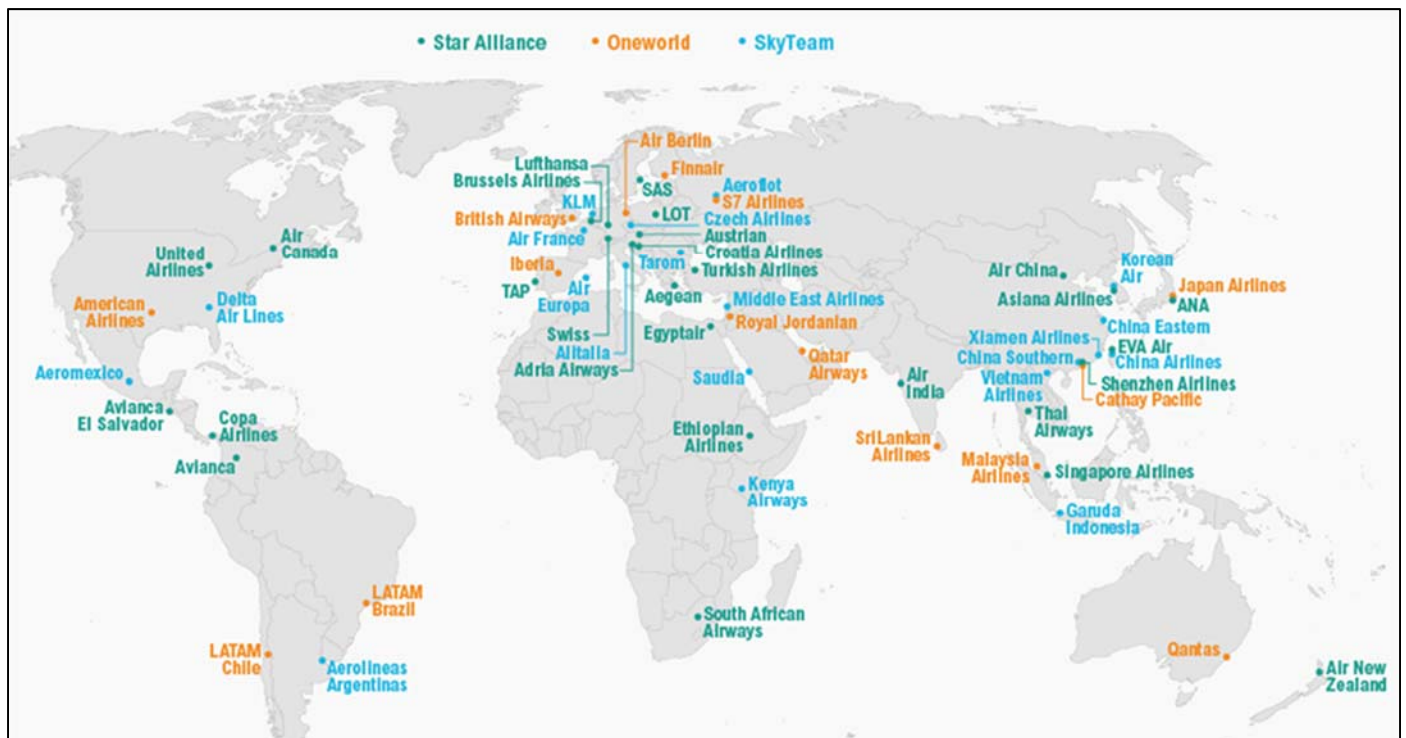 Star Alliance
Oneworld
SkyTeam
Air Berlin
Lufthansa
Finnair
Brussels Airlines
SAS
Aeroflot
KLM
S7 Airlines
British Airways
LOT
Czech Airlines
Air France
Austrian
Air
Canada
United
Airlines
Croatia Airlines
Iberia
Tarom
Turkish Airlines
TAP
Air
Europa
Aegean
Air China
Korean
Air
Asiana Airlines
Japan Airlines
ANA
American
Airlines
Delta
Air Lines
Middle East Airlines
Royal Jordanian
Swiss
Egyptair
Alitalia
Adria Airways
Qatar
Airways
Saudia
China Eastern
Xiamen Airlines
EVA Air
China Southern
China Airlines
Vietnam
Airlines
Shenzhen Airlines
Cathay Pacific
Air
India
Aeromexico
Avianca
El Salvador
Copa
Airlines
Avianca
Thai
Airways
Ethiopian
Airlines
SriLankan
Airlines
Malaysia
Airlines
Singapore Airlines
Kenya
Airways
Garuda
Indonesia
LATAM
Brazil
South African
Airways
LATAM
Chile
Aerolineas
Argentinas
Qantas
Air New
Zealand